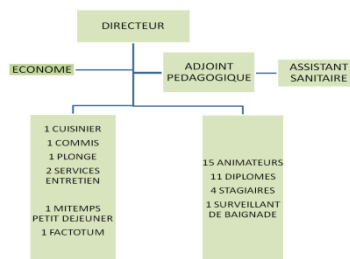 DIRECTEUR
ECONOME
ADJOINT
PEDAGOGIQUE
ASSISTANT
SANITAIRE
1 CUISINIER
1 COMMIS
1 PLONGE
2 SERVICES
ENTRETIEN
1 MITEMPS
PETIT DEJEUNER
1 FACTOTUM
15 ANIMATEURS
11 DIPLOMES
4 STAGIAIRES
1 SURVEILLANT
DE BAIGNADE